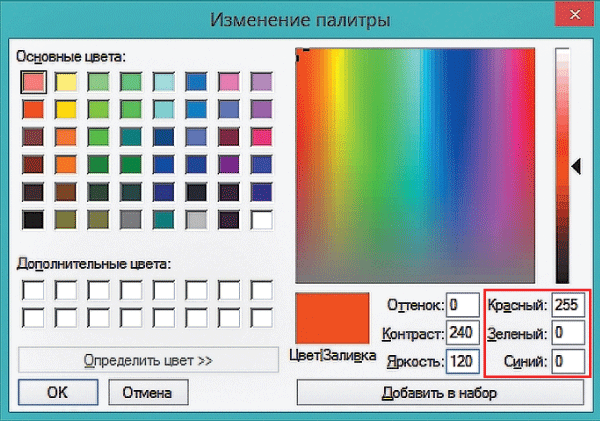 Изменение палитры
Основные цвета:
Дополнительные цвета:
Определить цвет >>
OK
Отмена
Цвет|Заливка
Оттенок: 0
Контраст: 240
Яркость: 120
Красный: 255
Зеленый: 0
Синий: 0
Добавить в набор